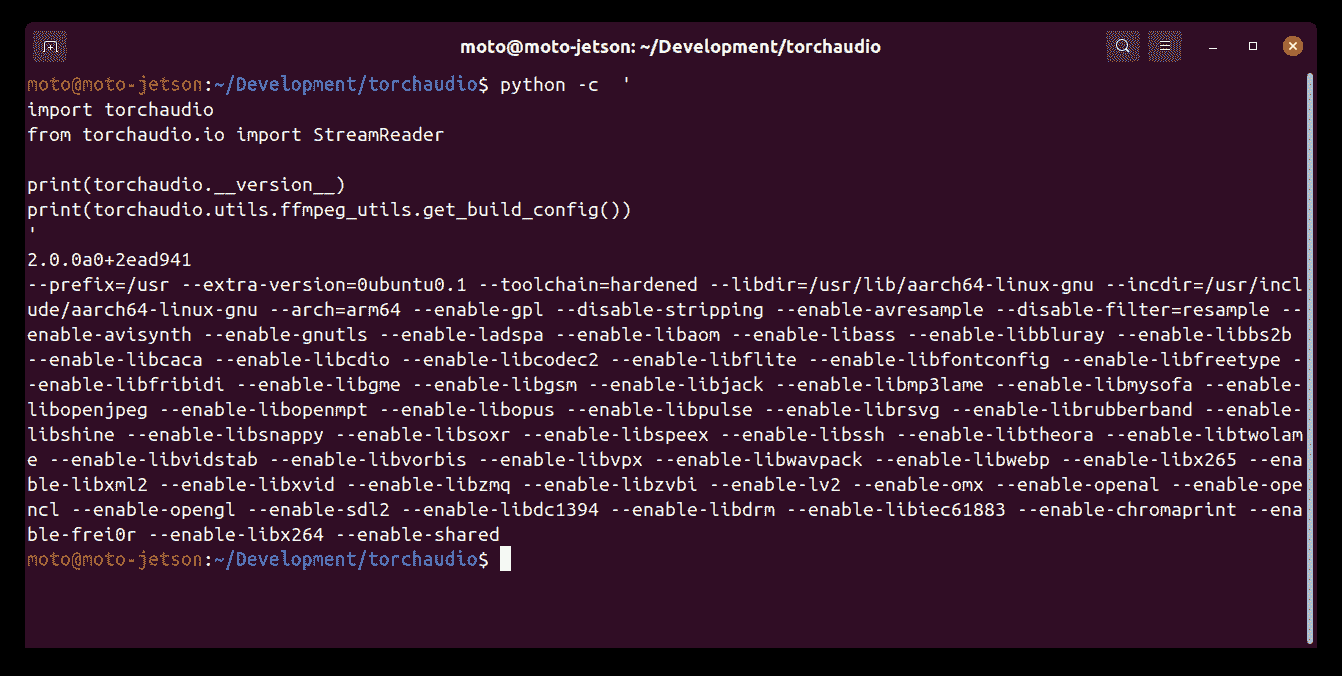 moto@moto-jetson: ~/Development/torchaudio
moto@moto-jetson:~/Development/torchaudio$ python -c  '
import torchaudio
from torchaudio.io import StreamReader
print(torchaudio.__version__)
print(torchaudio.utils.ffmpeg_utils.get_build_config())
'
2.0.0a0+2ead941
--prefix=/usr --extra-version=0ubuntu0.1 --toolchain=hardened --libdir=/usr/lib/aarch64-linux-gnu --incdir=/usr/incl
ude/aarch64-linux-gnu --arch=arm64 --enable-gpl --disable-stripping --enable-avresample --disable-filter=resample --
enable-avisynth --enable-gnutls --enable-ladspa --enable-libaom --enable-libass --enable-libbluray --enable-libbs2b
--enable-libcaca --enable-libcdio --enable-libcodec2 --enable-libflite --enable-libfontconfig --enable-libfreetype -
-enable-libfribidi --enable-libgme --enable-libgsm --enable-libjack --enable-libmp3lame --enable-libmysofa --enable-
libopenjpeg --enable-libopenmpt --enable-libopus --enable-libpulse --enable-librsvg --enable-librubberband --enable-
libshine --enable-libsnappy --enable-libsoxr --enable-libspeex --enable-libssh --enable-libtheora --enable-libtwolam
e --enable-libvidstab --enable-libvorbis --enable-libvpx --enable-libwavpack --enable-libwebp --enable-libx265 --ena
ble-libxml2 --enable-libxvid --enable-libzmq --enable-libzvbi --enable-lv2 --enable-omx --enable-openal --enable-ope
ncl --enable-opengl --enable-sdl2 --enable-libdc1394 --enable-libdrm --enable-libiec61883 --enable-chromaprint --ena
ble-frei0r --enable-libx264 --enable-shared
moto@moto-jetson:~/Development/torchaudio$